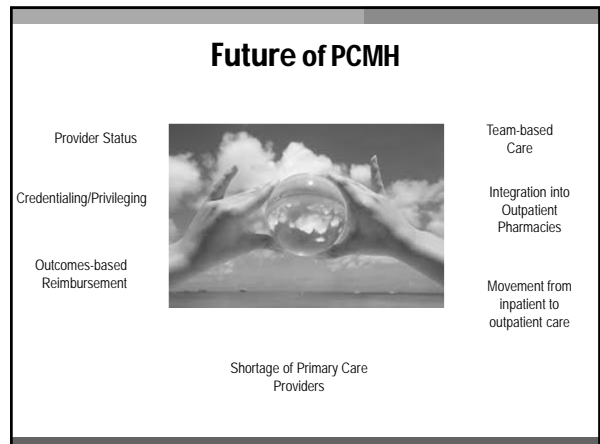 Future of PCMH
Provider Status
Credentialing/Privileging
Outcomes-based
Reimbursement
Team-based
Care
Integration into
Outpatient
Pharmacies
Movement from
inpatient to
outpatient care
Shortage of Primary Care
Providers